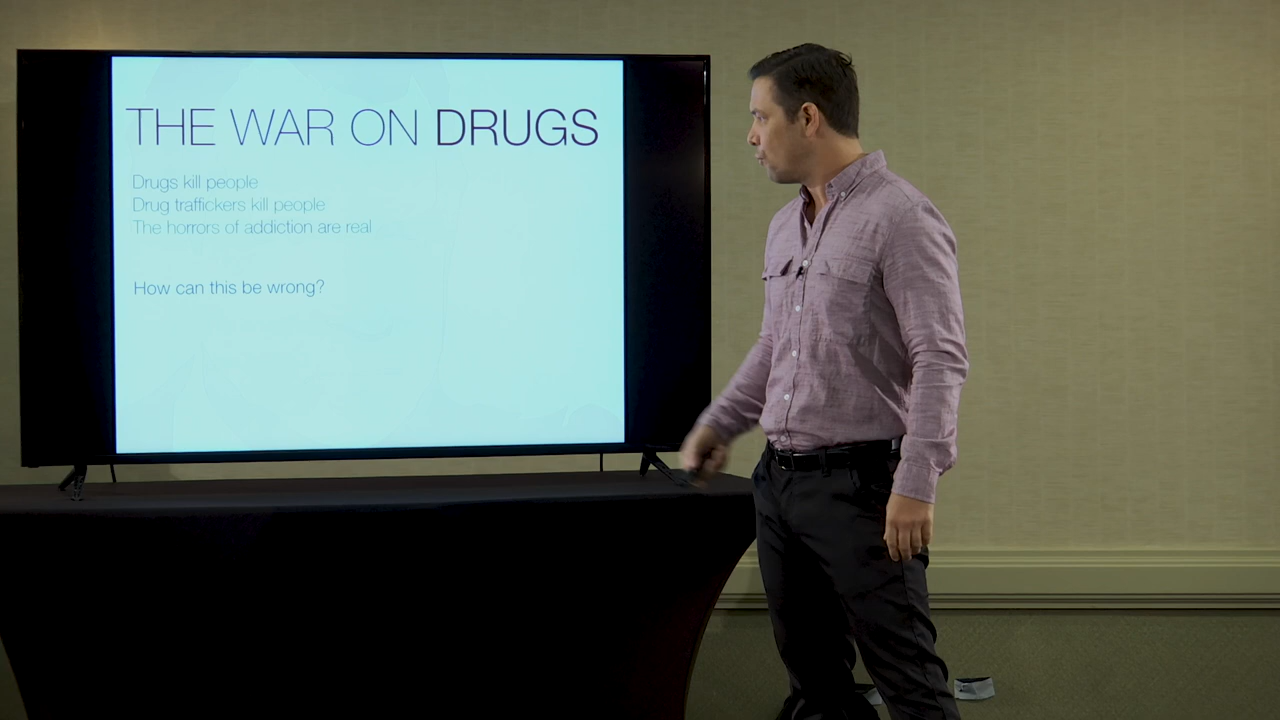 THE WAR ON DRUGS
Drugs kill people
Drug traffickers kill people
The horrors of addiction are real
How can this be wrong?